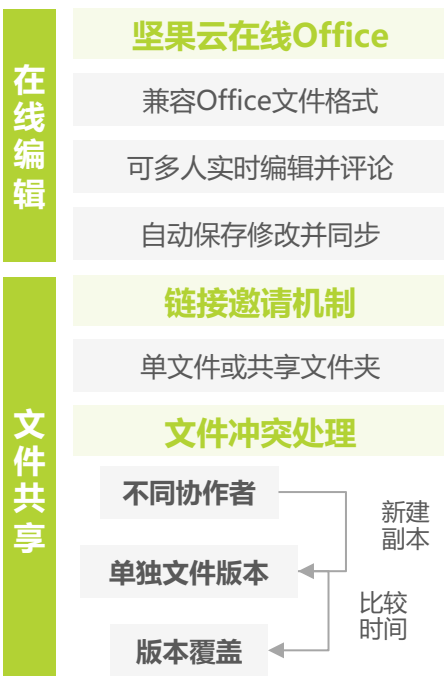 在线编辑
坚果云在线Office
兼容Office文件格式
可多人实时编辑并评论
自动保存修改并同步
文件共享
链接邀请机制
单文件或共享文件夹
文件冲突处理
不同协作者
新建
副本
单独文件版本
比较
时间
版本覆盖